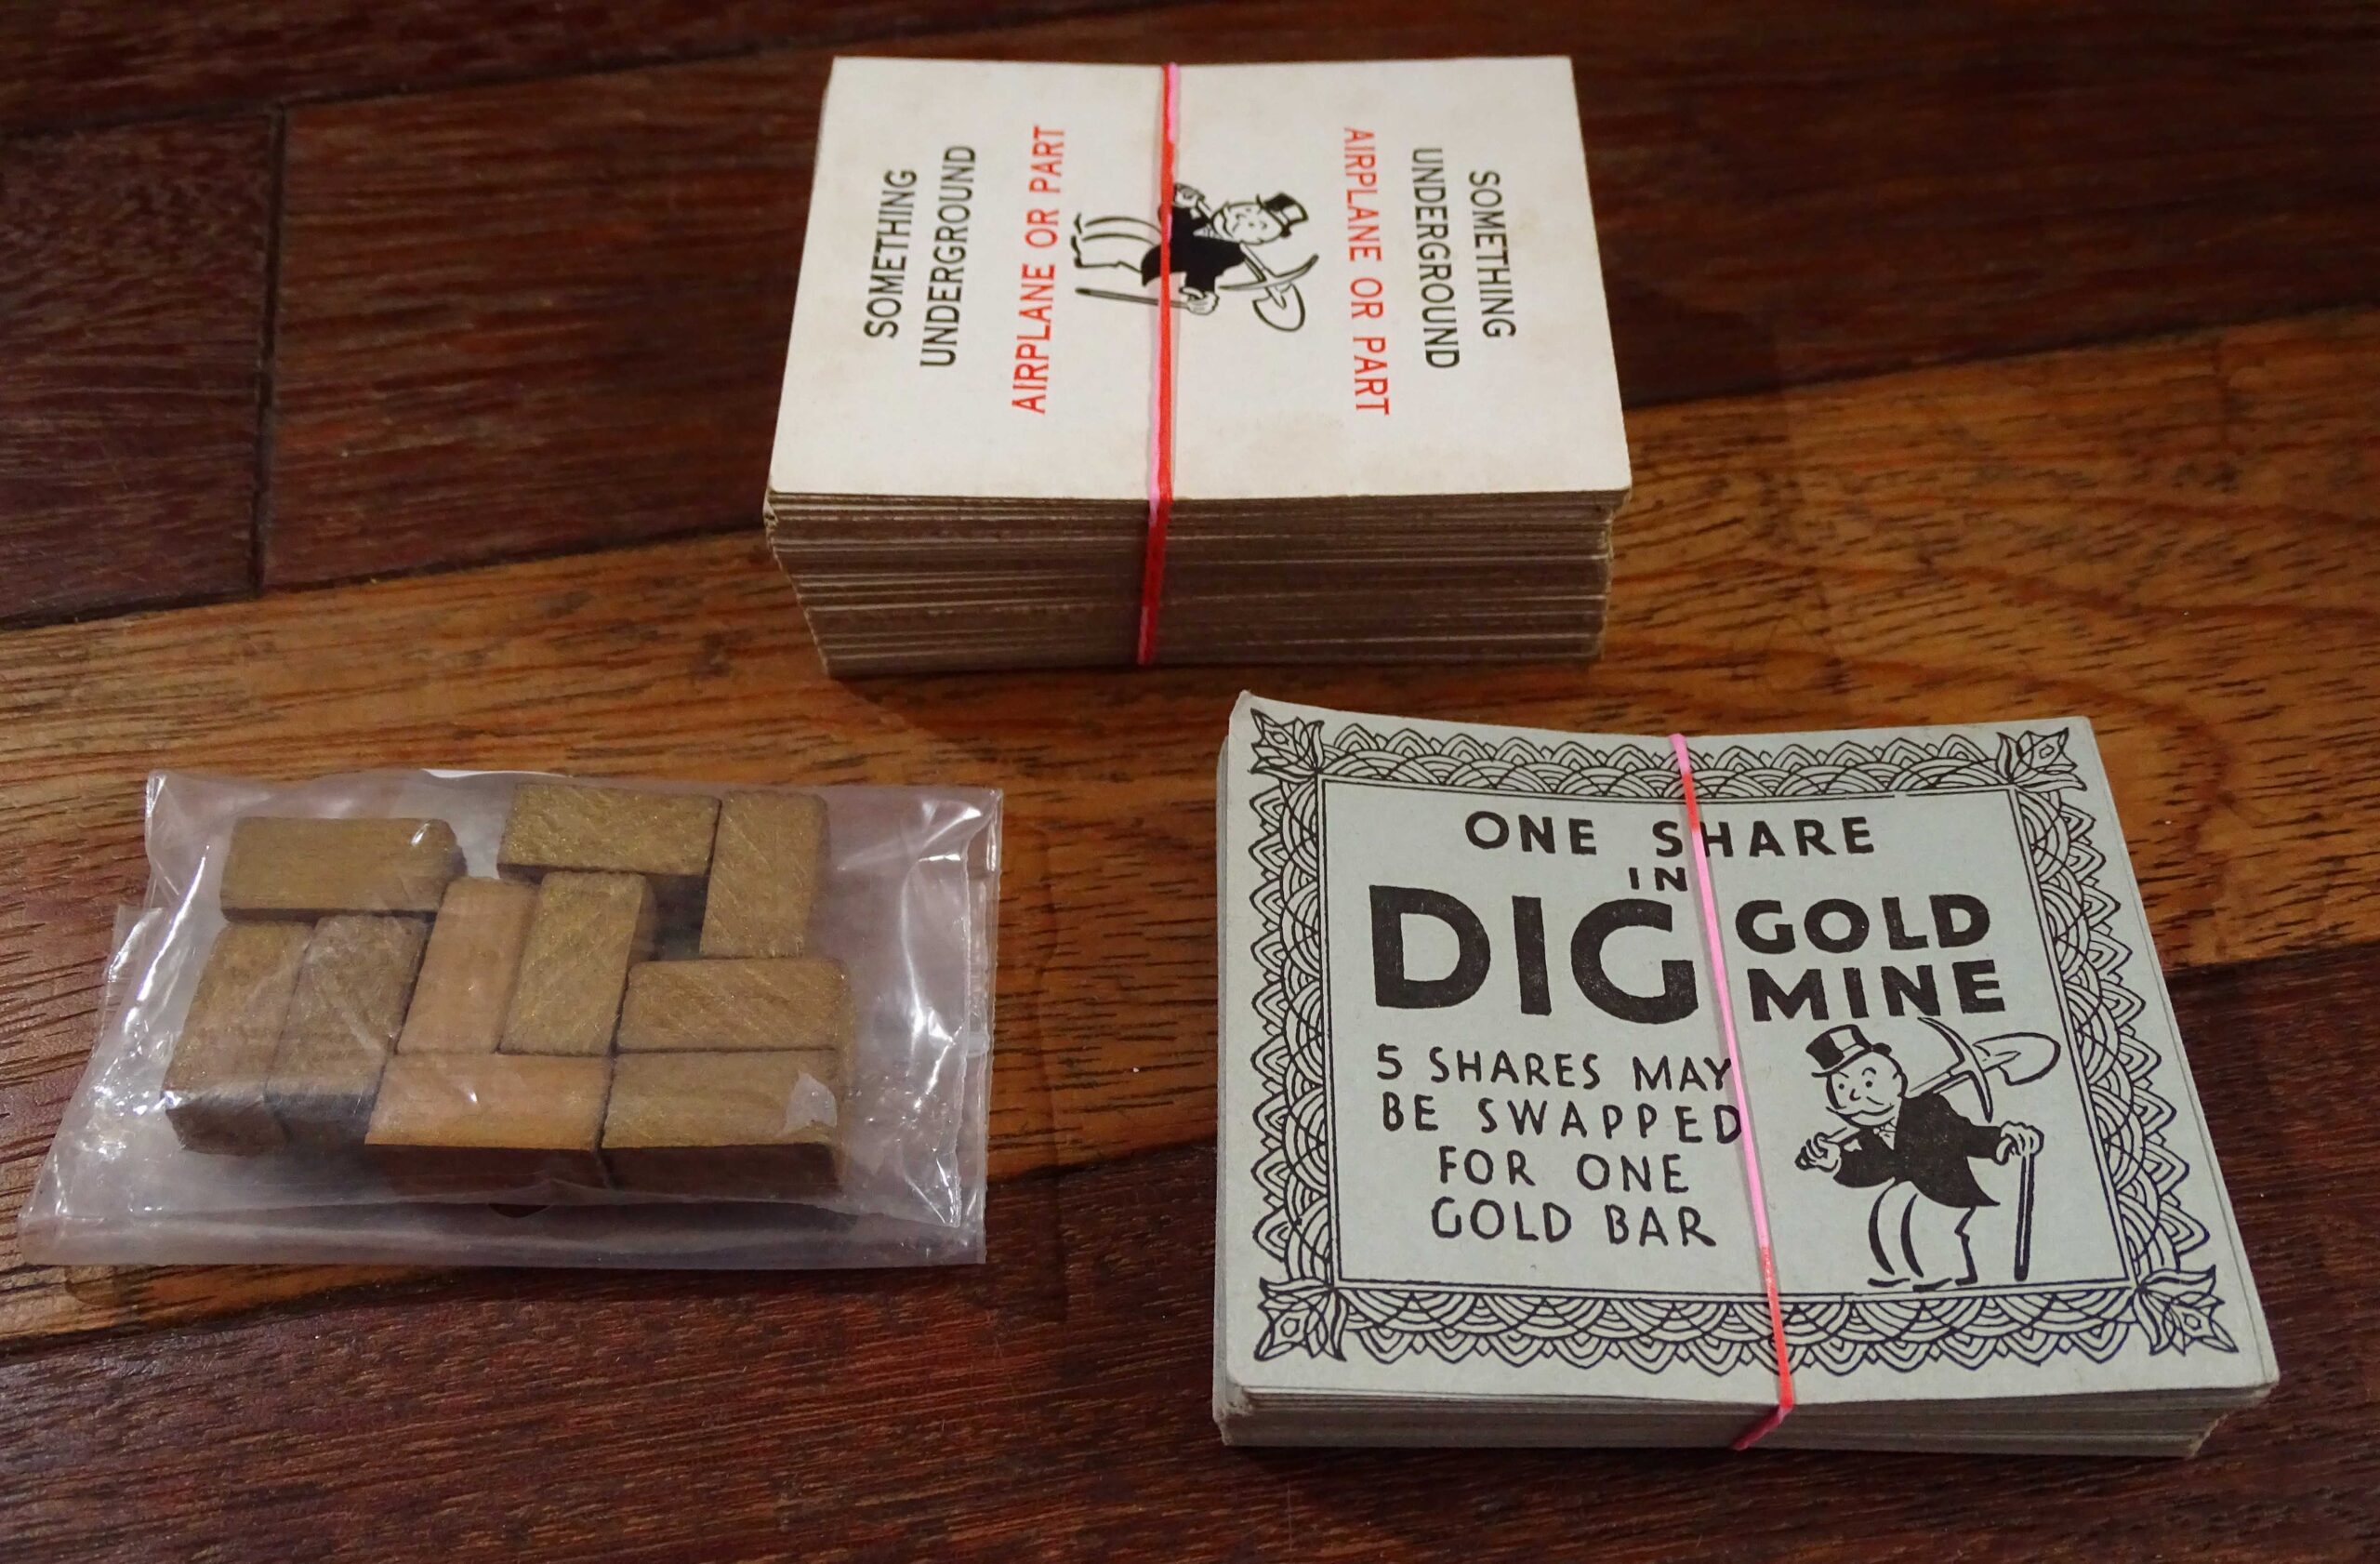 SOMETHING
UNDERGROUND
AIRPLANE OR PART
AIRPLANE OR PART
SOMETHING
UNDERGROUND
ONE SHARE
IN
DIG GOLD
MINE
5 SHARES MAY
BE SWAPPED
FOR ONE
GOLD BAR